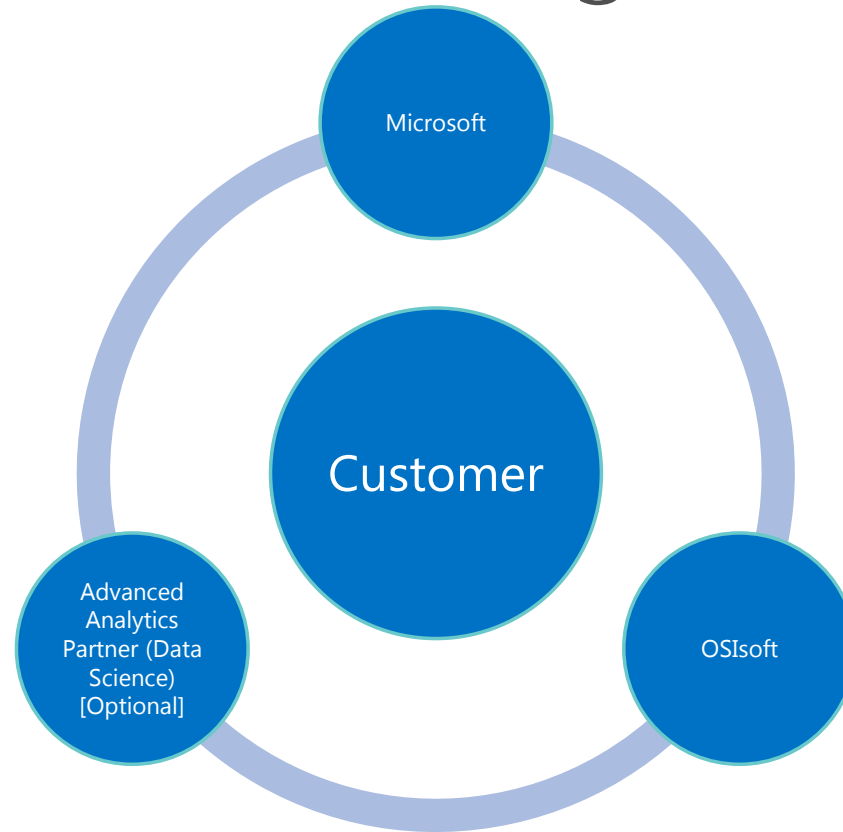 Microsoft
Customer
Advanced
Analytics
Partner (Data
Science)
[Optional]
OSIsoft